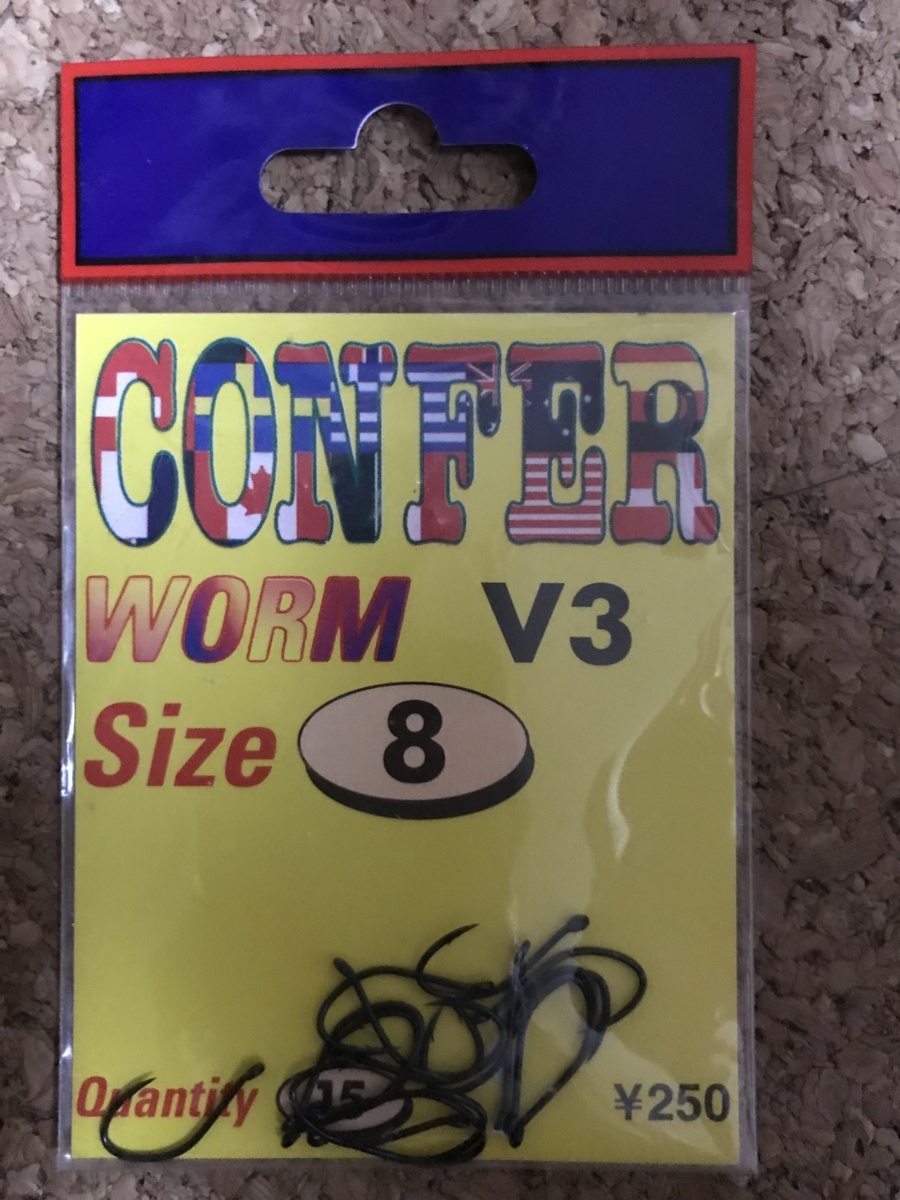 CONFER
WORM V3
Size 8
Quantity 15 ¥250